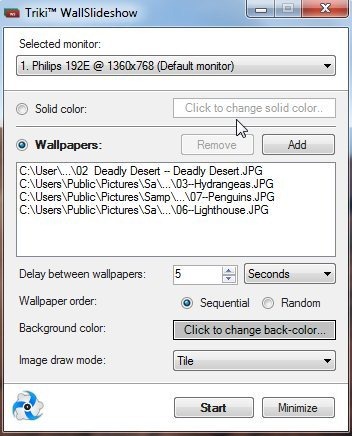 Triki™ WallSlideshow
Selected monitor:
1. Philips 192E @ 1360x768 (Default monitor)
Solid color:
Click to change solid color..
Wallpapers:
Remove
Add
C:\User\...\02 Deadly Desert -- Deadly Desert.JPG
C:\Users\Public\Pictures\Sa\...\03--Hydrangeas.JPG
C:\Users\Public\Pictures\Samp\...\07--Penguins.JPG
C:\Users\Public\Pictures\Sa\...\06--Lighthouse.JPG
Delay between wallpapers:
5
Seconds
Wallpaper order:
Sequential
Random
Background color:
Click to change back-color...
Image draw mode:
Tile
Start
Minimize